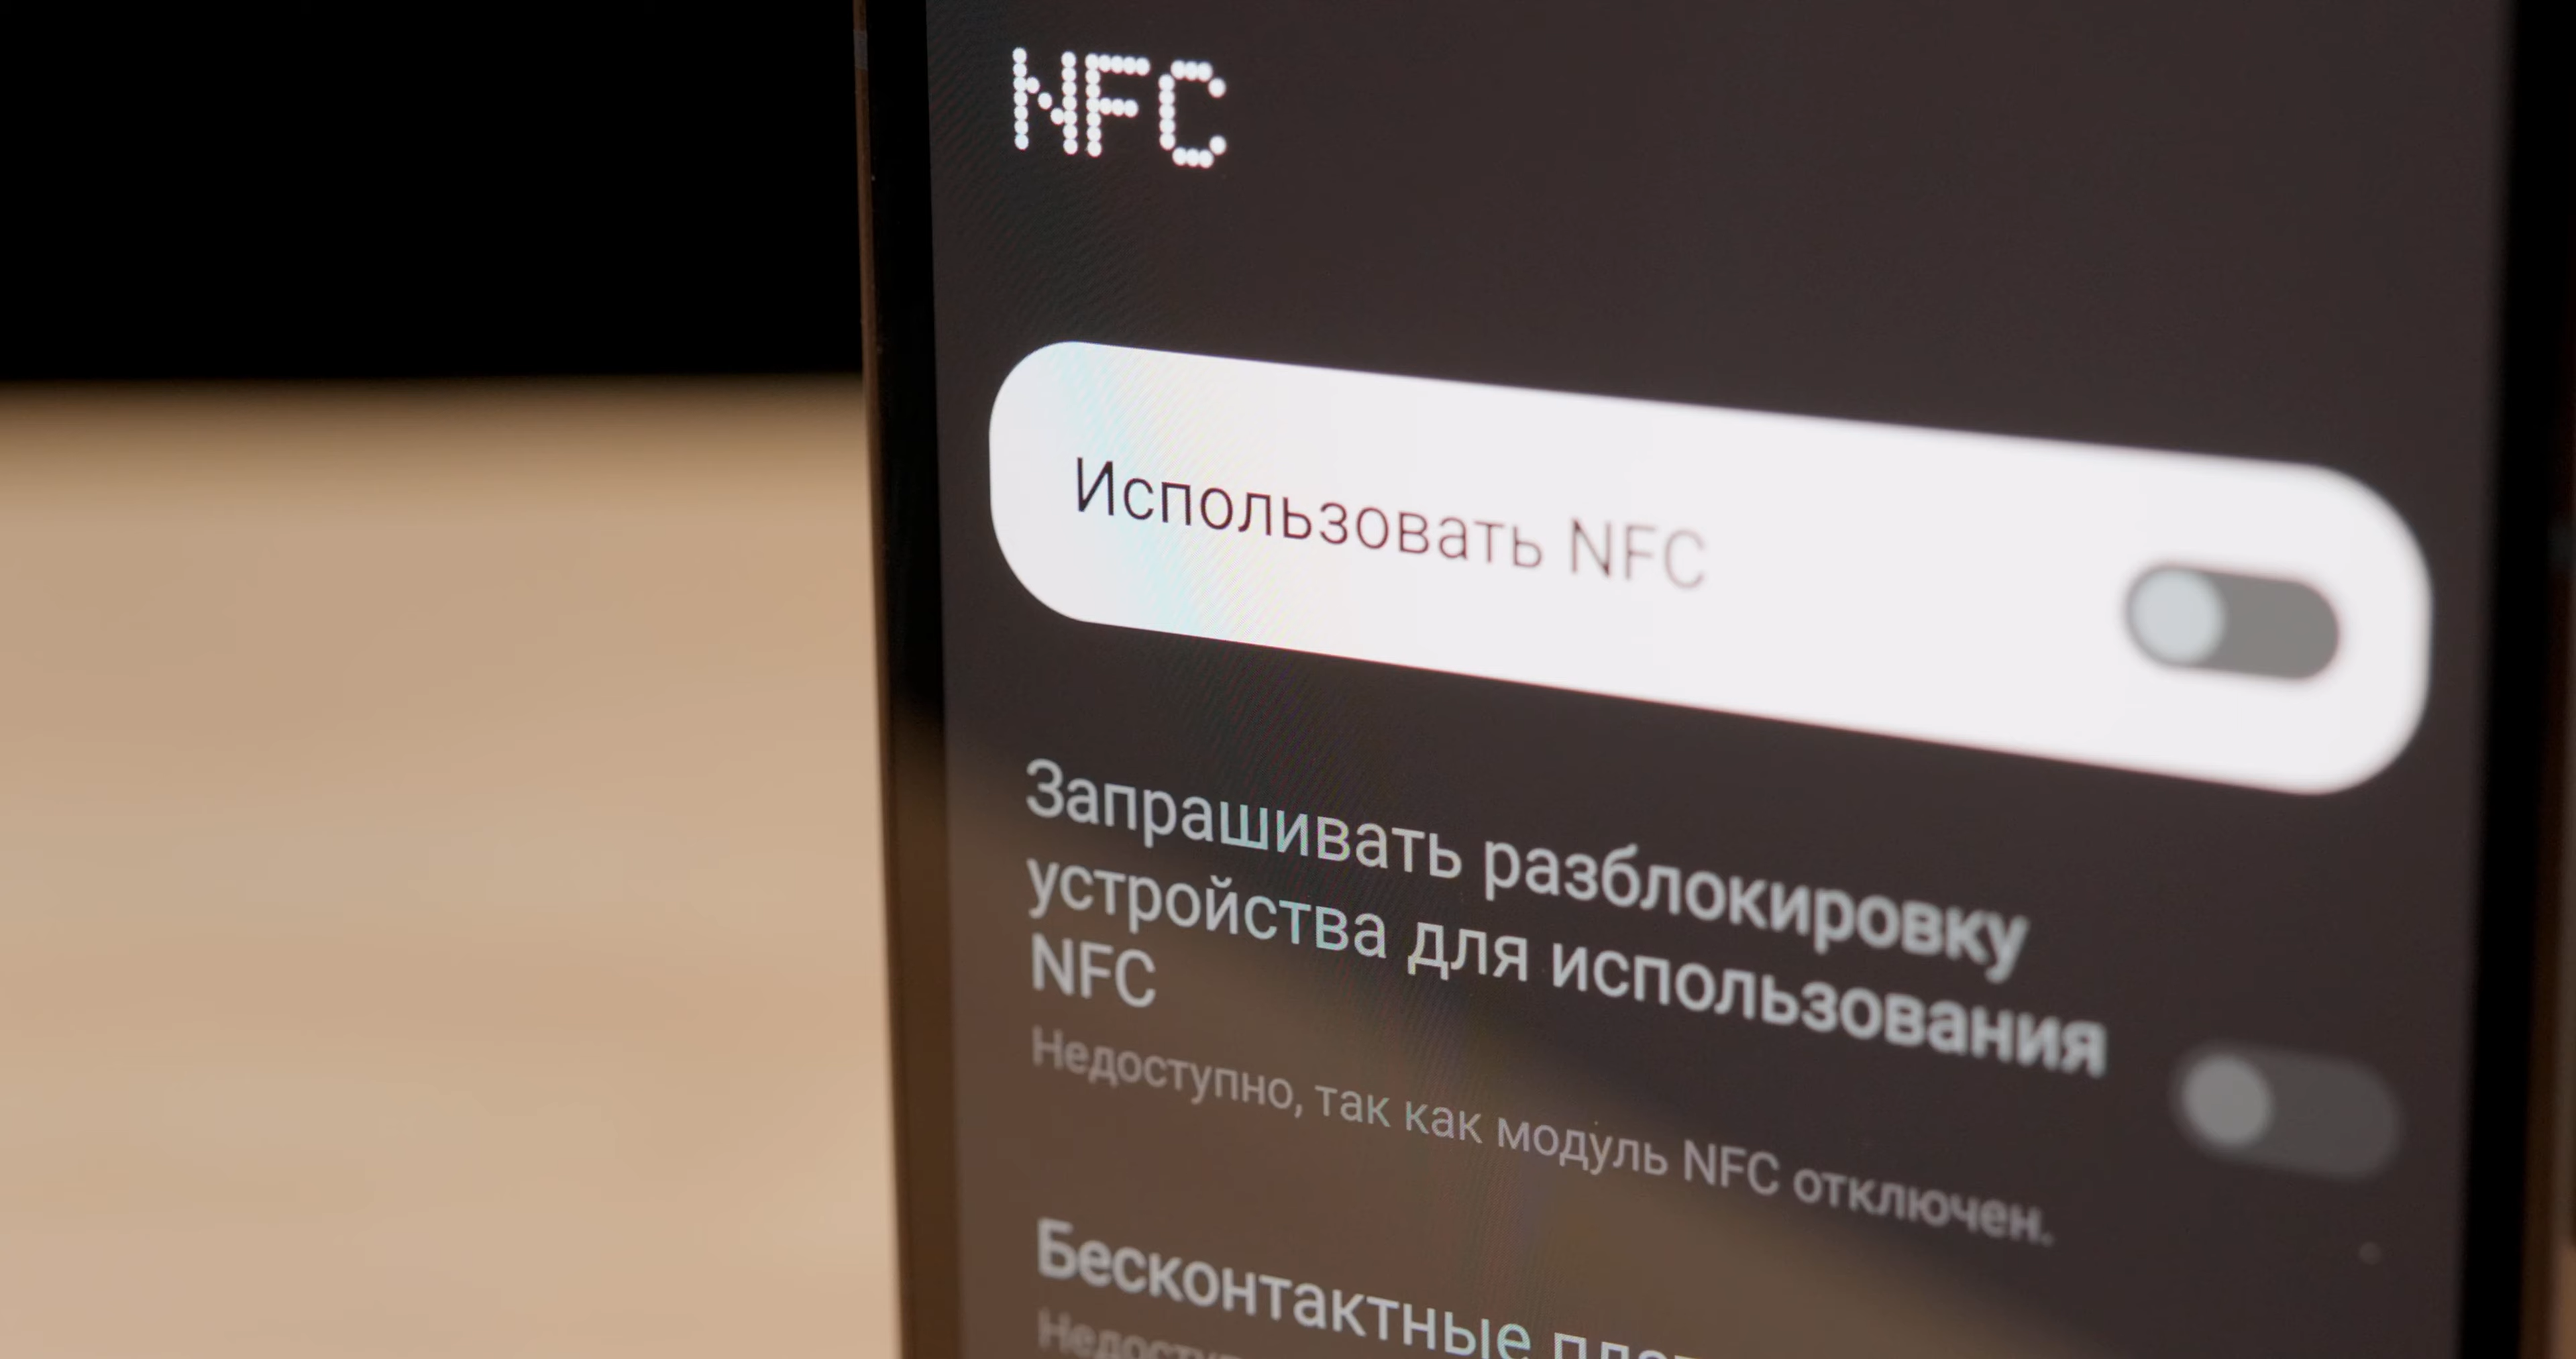 NFC
Использовать NFC
Запрашивать разблокировку
устройства для использования
NFC
Недоступно, так как модуль NFC отключен.
Бесконтактные